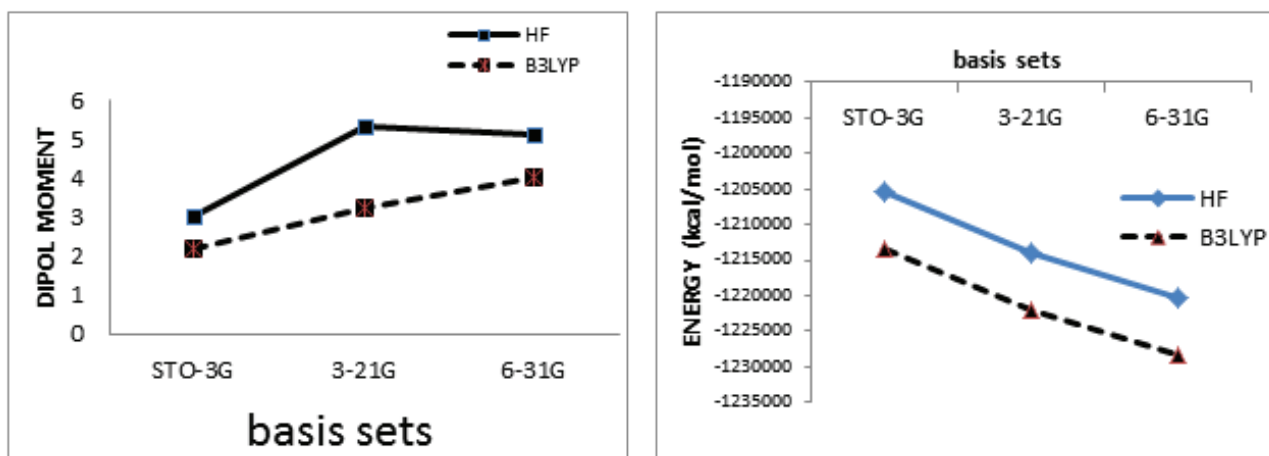 HF
B3LYP
DIPOL MOMENT
6
5
4
3
2
1
0
STO-3G 3-21G 6-31G
basis sets
basis sets
ENERGY (kcal/mol)
-1190000
-1195000
-1200000
-1205000
-1210000
-1215000
-1220000
-1225000
-1230000
-1235000
STO-3G 3-21G 6-31G
HF
B3LYP